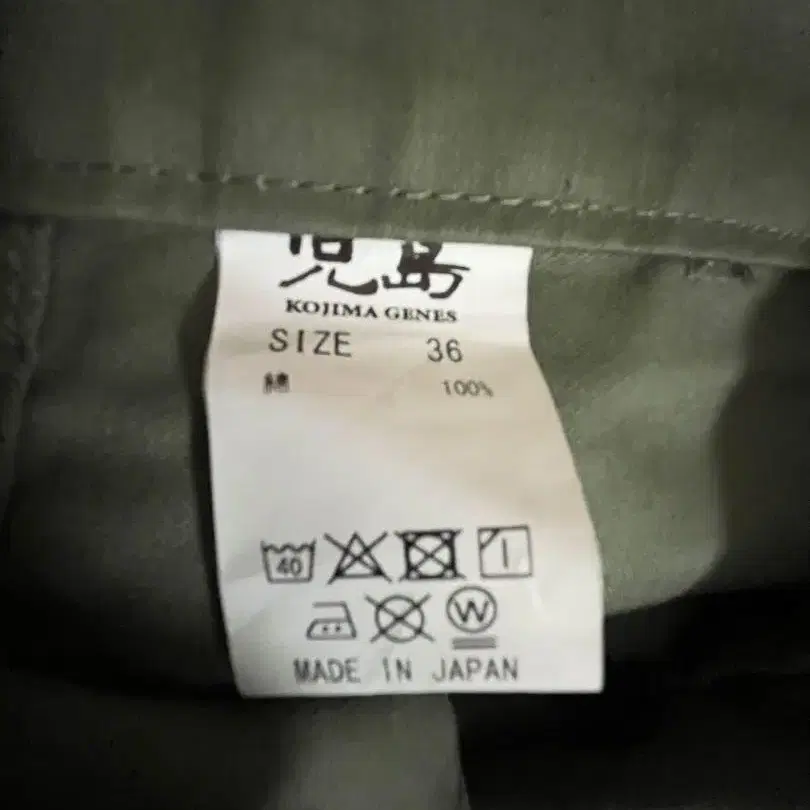 児島
KOJIMA GENES
SIZE 36
綿 100%
40
W
MADE IN JAPAN